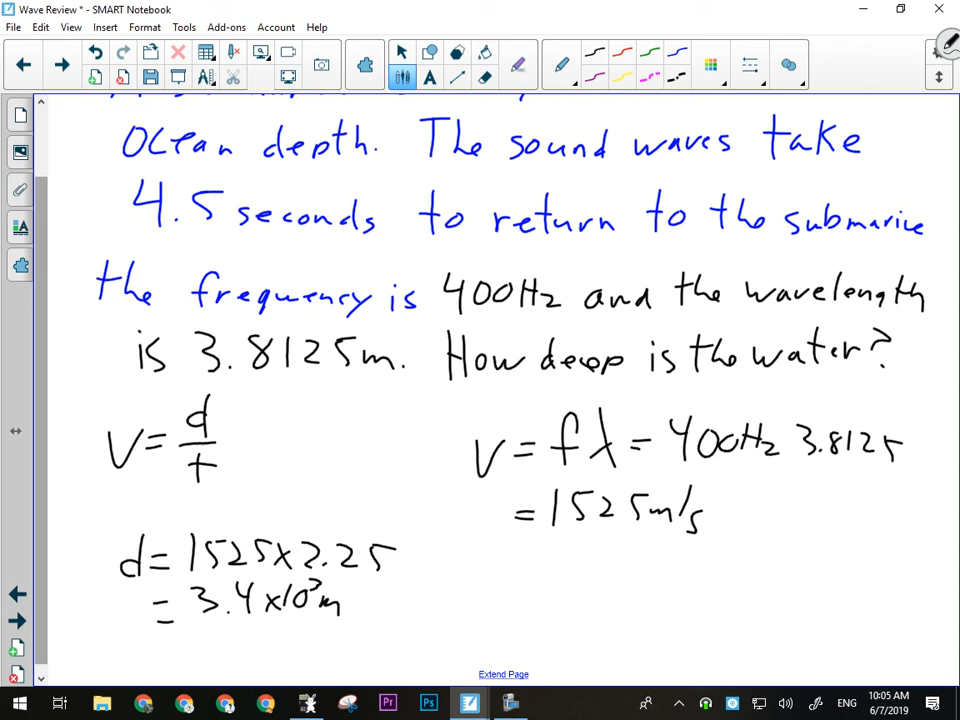 Wave Review * - SMART Notebook
File Edit View Insert Format Tools Add-ons Account Help
Ocean depth. The sound waves take
4.5 seconds to return to the submarine
the frequency is 400Hz and the wavelength
is 3.8125m. How deep is the water?
v = d/t
v = fλ = 400Hz 3.8125
= 1525m/s
d = 1525 x 2.25
= 3.4 x 10³ m
Extend Page
ENG
10:05 AM
6/7/2019